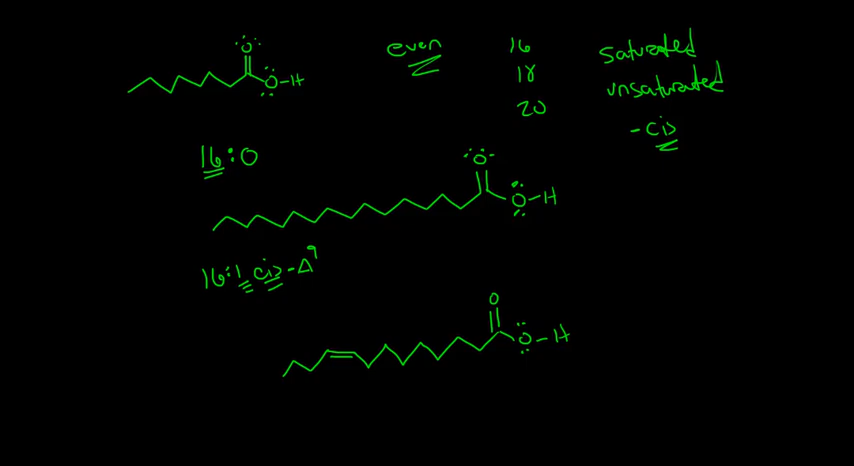 O
O-H
even
16
18
20
saturated
unsaturated
- cis
16:0
O
O-H
16:1 cis-Δ⁹
O
O-H